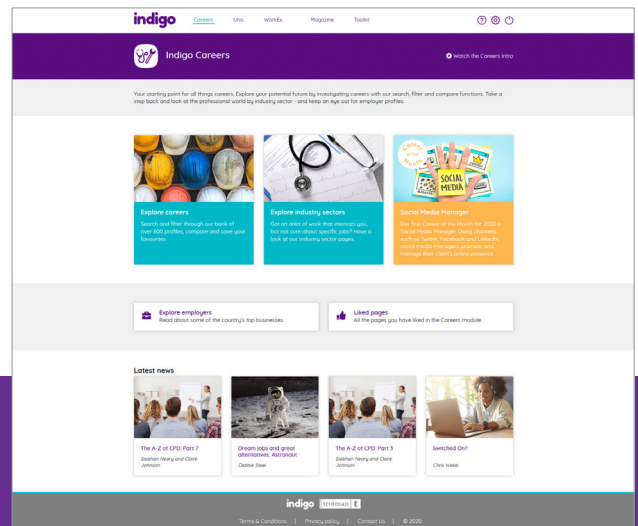 indigo Careers Unis WorkEx Magazine Toolkit
Indigo Careers
Watch the Careers Intro
Your starting point for all things careers. Explore your potential future by investigating careers with our search, filter and compare functions. Take a
step back and look at the professional world by industry sector - and keep an eye out for employer profiles.
Career
of the
Month
SOCIAL
MEDIA
Explore careers
Search and filter through our bank of
over 600 profiles, compare and save your
favourites.
Explore industry sectors
Got an area of work that interests you,
but not sure about specific jobs? Have a
look at our industry sector pages.
Social Media Manager
Our first Career of the Month for 2020 is
Social Media Manager. Using channels
such as Twitter, Facebook and LinkedIn,
social media managers promote and
manage their client's online presence.
Explore employers
Read about some of the country's top businesses.
Liked pages
All the pages you have liked in the Careers module.
Latest news
The A-Z of CPD: Part 7
Siobhan Neary and Claire
Johnson
Dream jobs and great
alternatives: Astronaut
Debbie Steel
The A-Z of CPD: Part 3
Siobhan Neary and Claire
Johnson
Switched On?
Chris Webb
indigo trotman t
Terms & Conditions | Privacy policy | Contact Us | © 2020